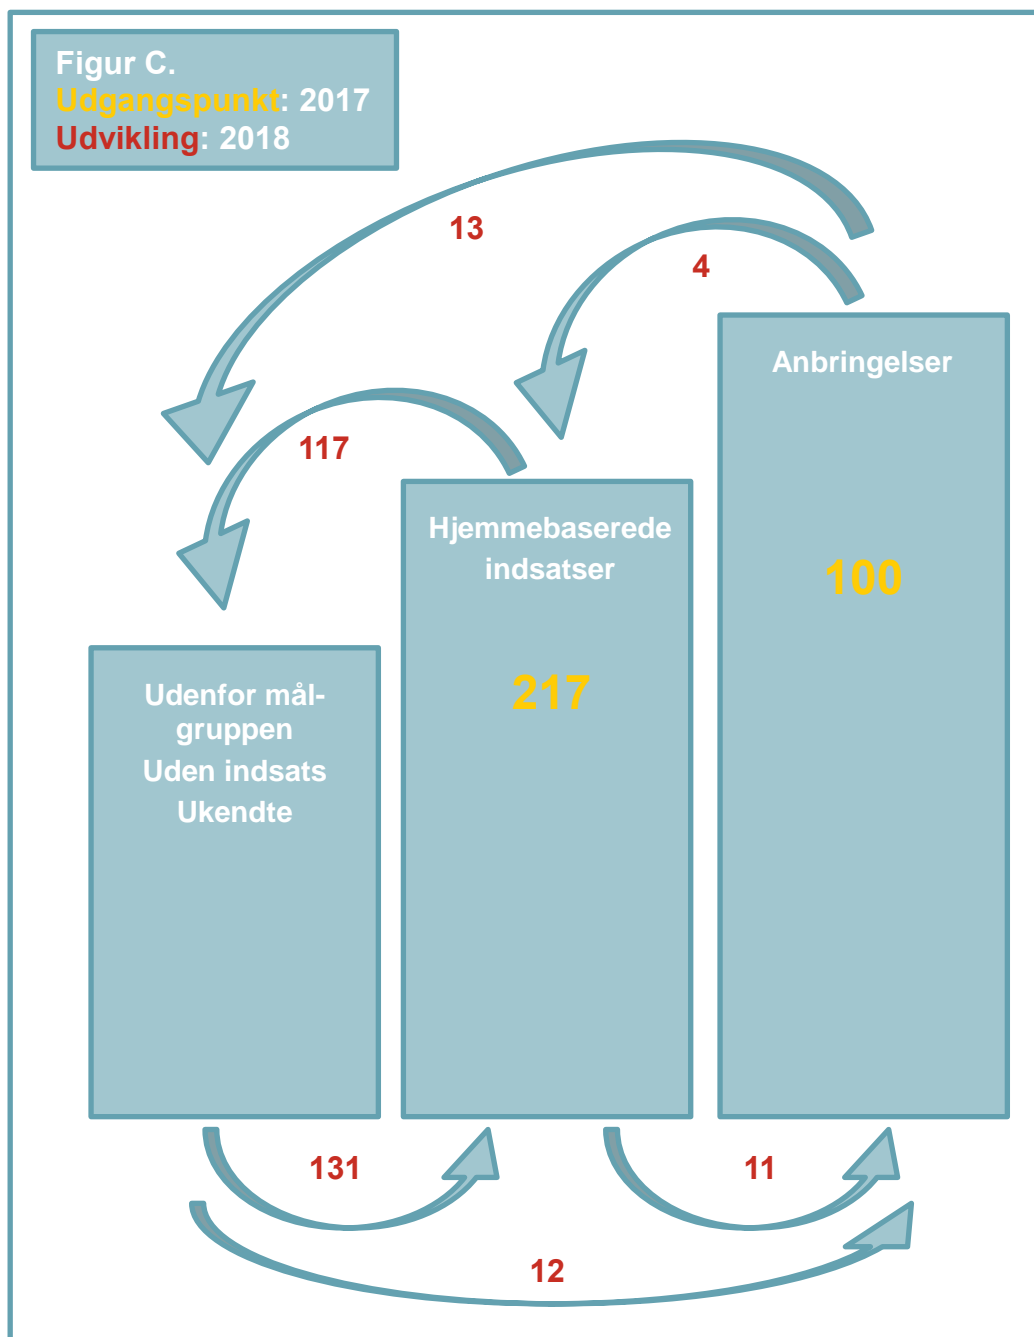 Figur C.
Udgangspunkt: 2017
Udvikling: 2018
13
4
Anbringelser
117
Hjemmebaserede
indsatser
100
217
Udenfor mål-
gruppen
Uden indsats
Ukendte
131
11
12